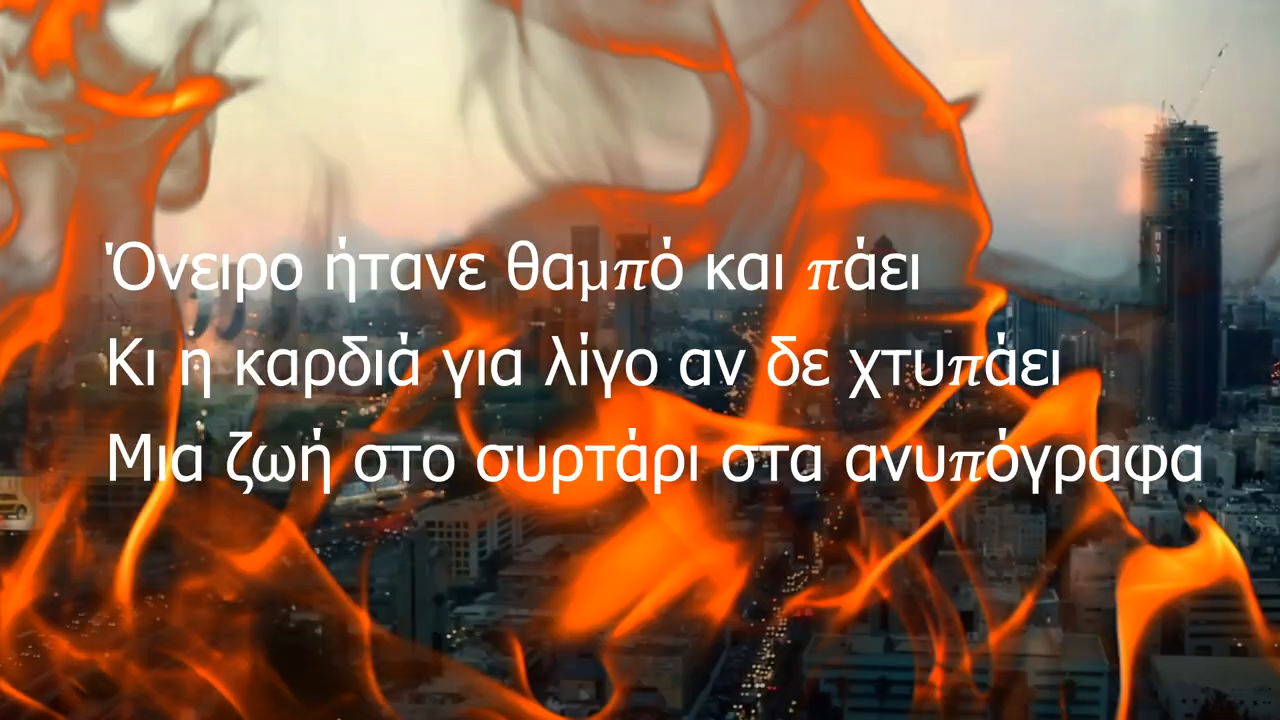 Όνειρο ήτανε θαμπό και πάει
Κι η καρδιά για λίγο αν δε χτυπάει
Μια ζωή στο συρτάρι στα ανυπόγραφα